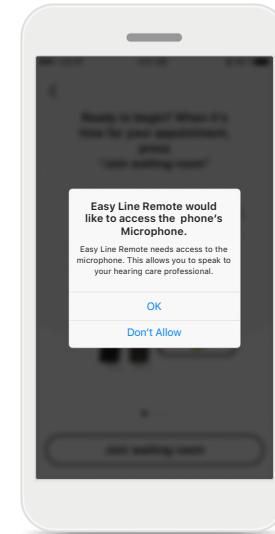 Ready to begin? When it's
time for your appointment,
press
"Join waiting room"
Easy Line Remote would
like to access the phone's
Microphone.
Easy Line Remote needs access to the
microphone. This allows you to speak to
your hearing care professional.
OK
Don't Allow
Join waiting room